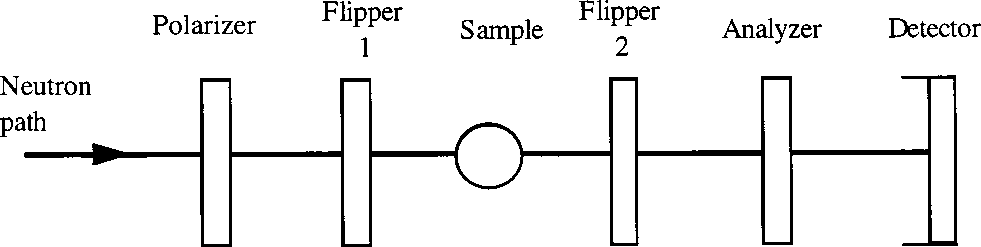 Polarizer
Flipper
1
Sample
Flipper
2
Analyzer
Detector
Neutron
path